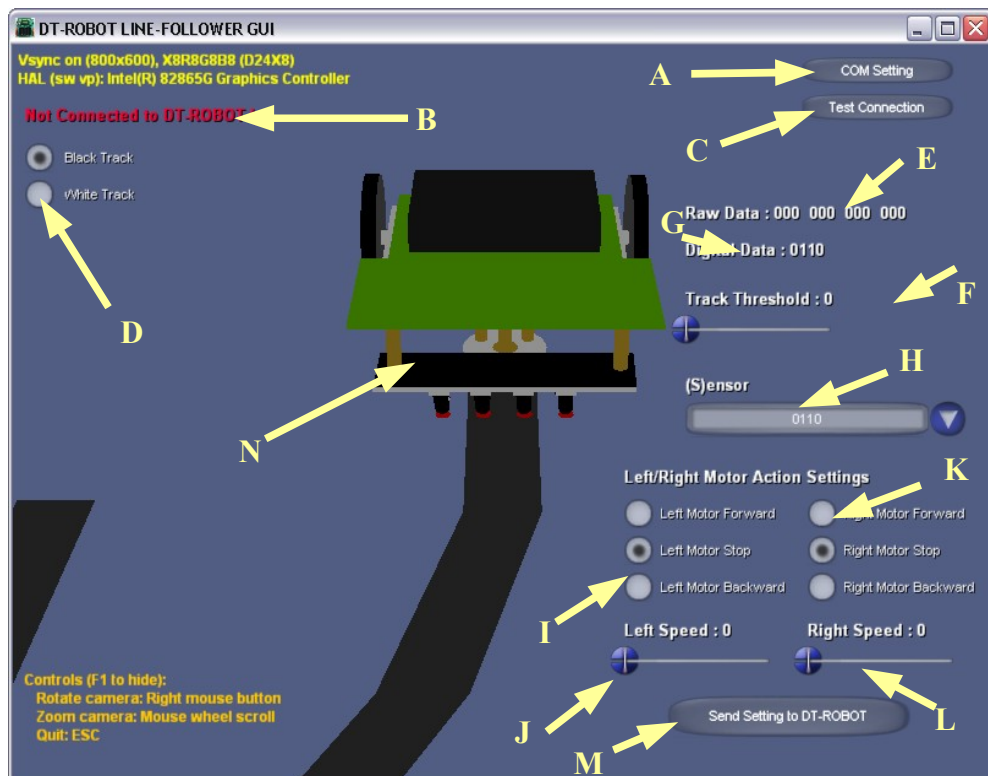 DT-ROBOT LINE-FOLLOWER GUI
Vsync on (800x600), X8R8G8B8 (D24X8)
HAL (sw vp): Intel(R) 82865G Graphics Controller
A
COM Setting
Not Connected to DT-ROBOT
B
Test Connection
C
Black Track
White Track
D
E
Raw Data : 000 000 000 000
G
Digital Data : 0110
F
Track Threshold : 0
H
(S)ensor
0110
N
Left/Right Motor Action Settings
K
Left Motor Forward
Right Motor Forward
Left Motor Stop
Right Motor Stop
Left Motor Backward
Right Motor Backward
I
Left Speed : 0
Right Speed : 0
J
L
Send Setting to DT-ROBOT
M
Controls (F1 to hide):
Rotate camera: Right mouse button
Zoom camera: Mouse wheel scroll
Quit: ESC